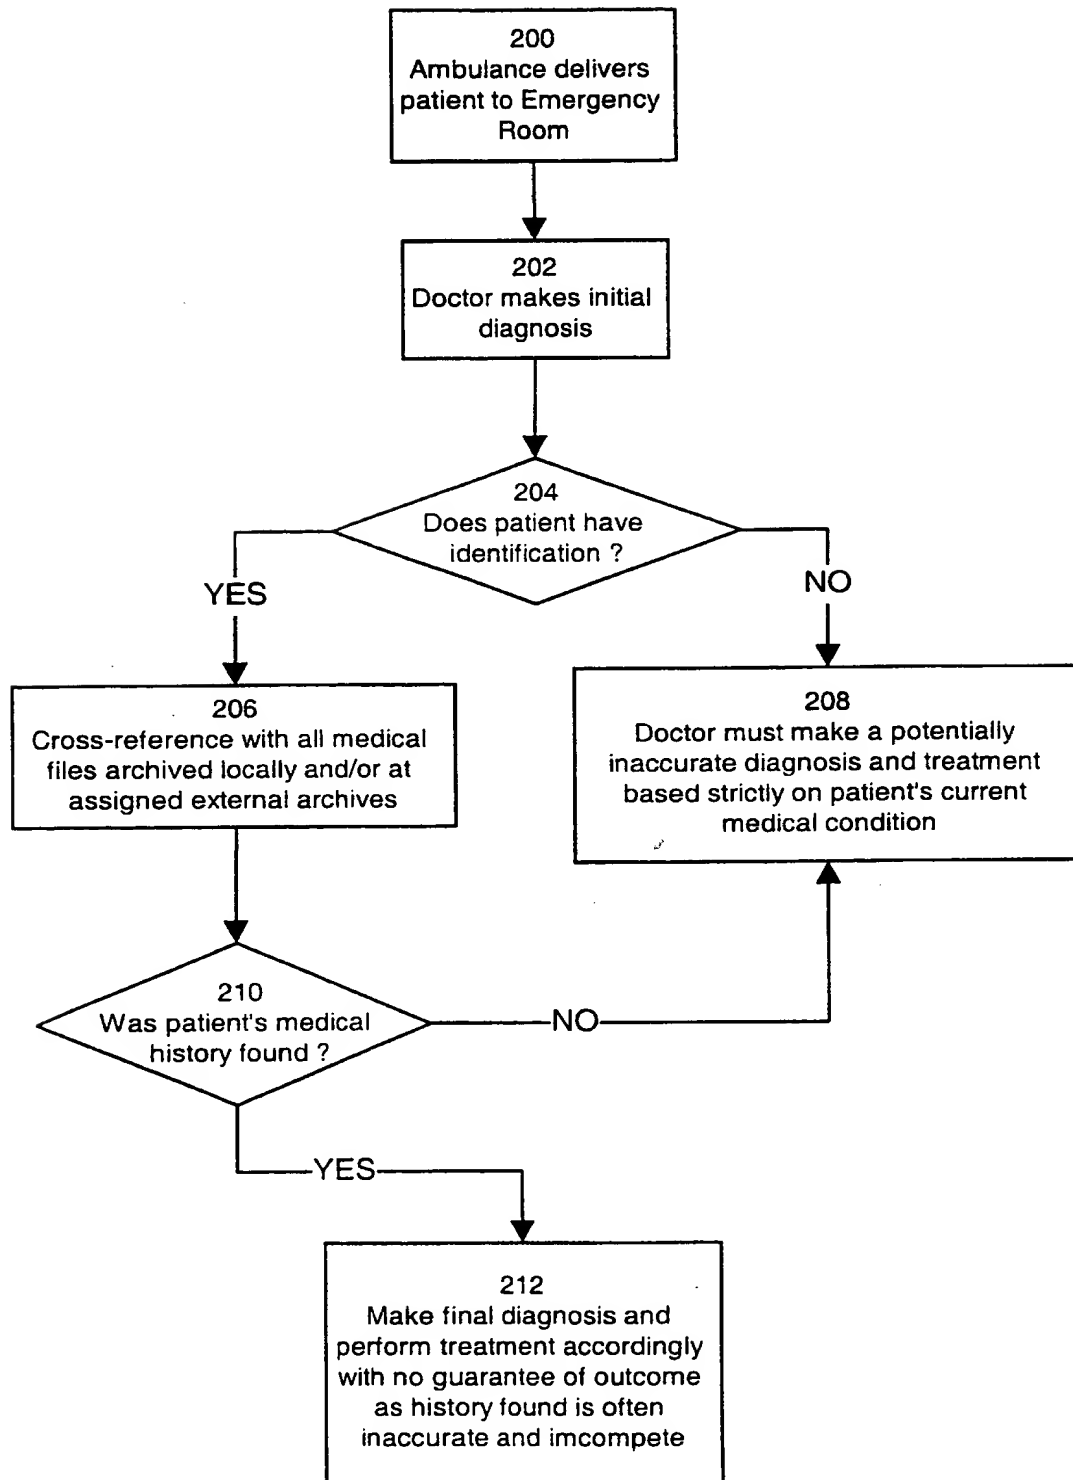 200
Ambulance delivers
patient to Emergency
Room
202
Doctor makes initial
diagnosis
204
Does patient have
identification ?
YES
NO
206
Cross-reference with all medical
files archived locally and/or at
assigned external archives
208
Doctor must make a potentially
inaccurate diagnosis and treatment
based strictly on patient's current
medical condition
210
Was patient's medical
history found ?
NO
YES
212
Make final diagnosis and
perform treatment accordingly
with no guarantee of outcome
as history found is often
inaccurate and imcompete